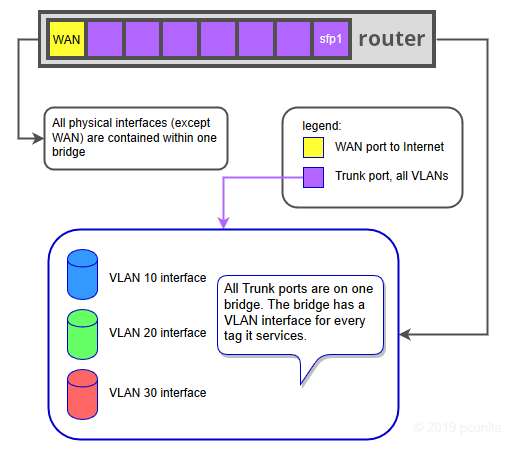 WAN
sfp1
router
All physical interfaces (except
WAN) are contained within one
bridge
legend:
WAN port to Internet
Trunk port, all VLANs
VLAN 10 interface
VLAN 20 interface
VLAN 30 interface
All Trunk ports are on one
bridge. The bridge has a
VLAN interface for every
tag it services.
© 2019 pcunite